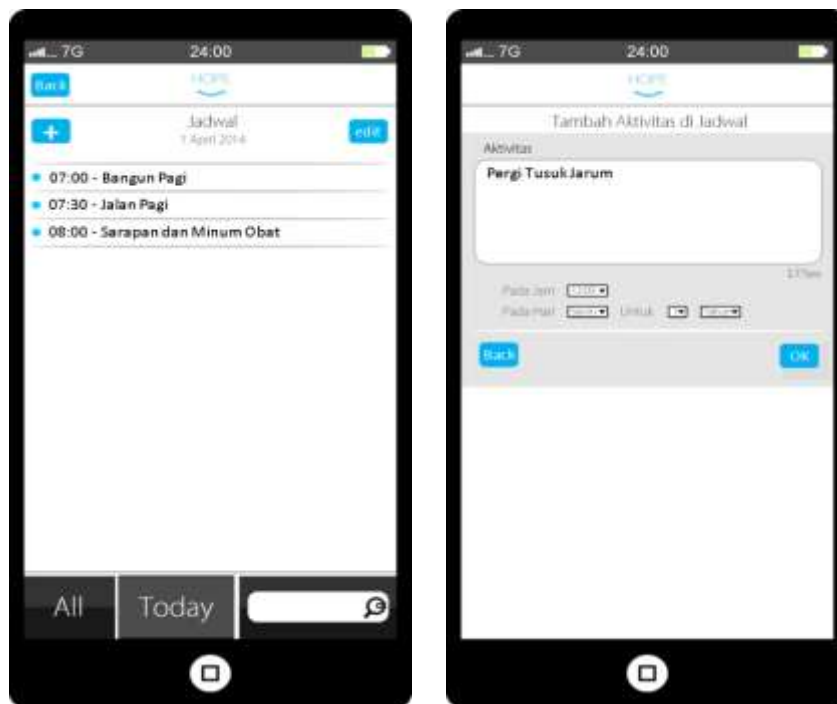 7G 24:00
Back HOPE
+ Jadwal edit
1 April 2014
07:00 - Bangun Pagi
07:30 - Jalan Pagi
08:00 - Sarapan dan Minum Obat
All Today
7G 24:00
HOPE
Tambah Aktivitas di Jadwal
Aktivitas
Pergi Tusuk Jarum
Pada Jam
Pada Hari Untuk
Back OK